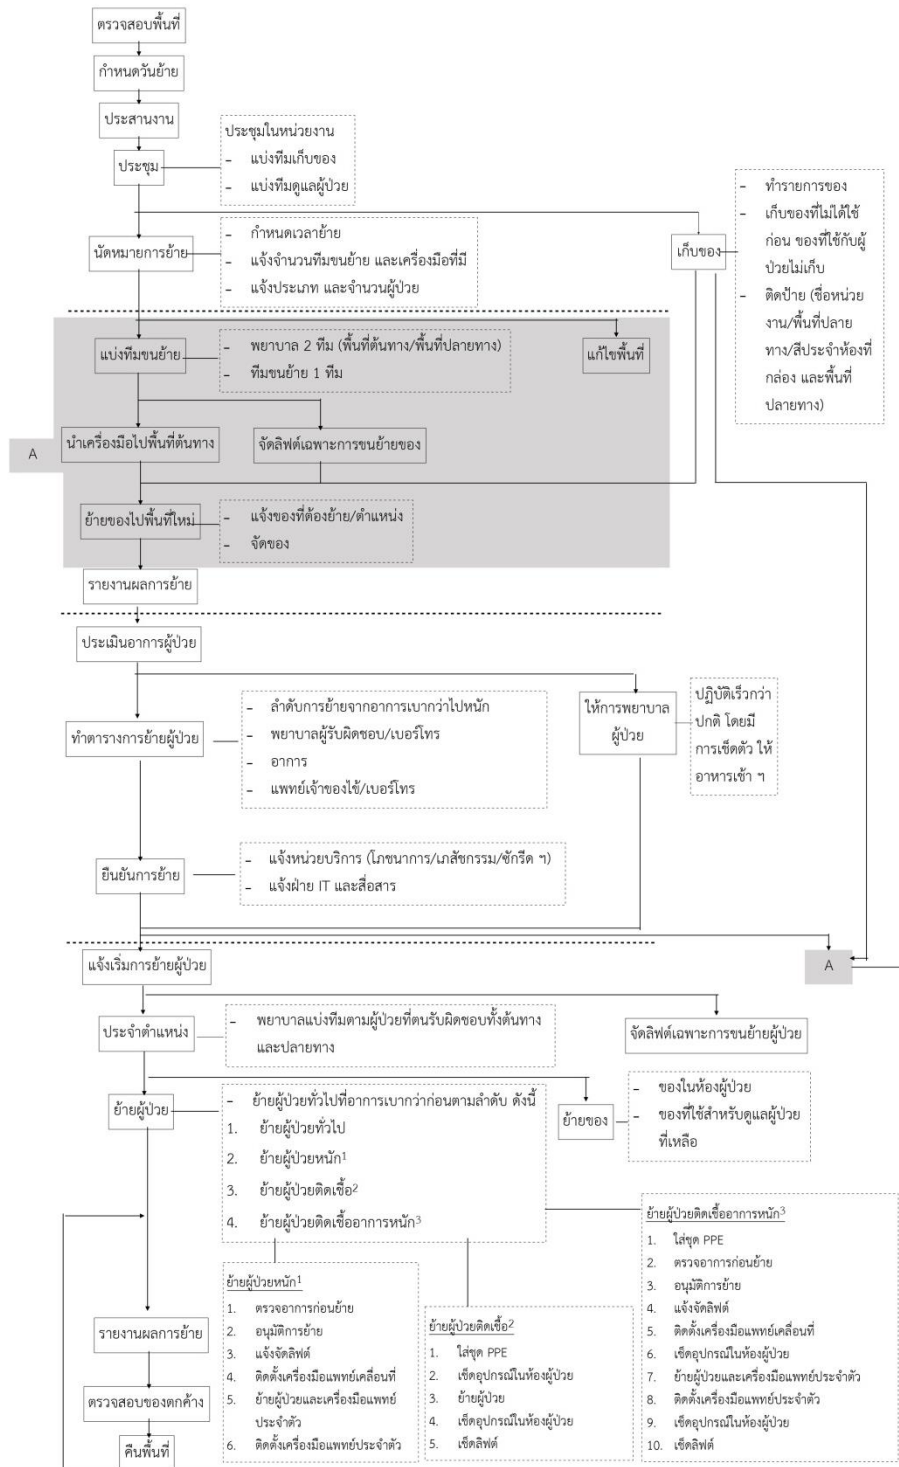 ตรวจสอบพื้นที่
กำหนดวันย้าย
ประสานงาน
ประชุม
ประชุมในหน่วยงาน
- แบ่งทีมเก็บของ
- แบ่งทีมดูแลผู้ป่วย
นัดหมายการย้าย
- กำหนดเวลาย้าย
- แจ้งจำนวนทีมขนย้าย และเครื่องมือที่มี
- แจ้งประเภท และจำนวนผู้ป่วย
เก็บของ
- ทำรายการของ
- เก็บของที่ไม่ได้ใช้
ก่อน ของที่ใช้กับผู้
ป่วยไม่เก็บ
- ติดป้าย (ชื่อหน่วย
งาน/พื้นที่ปลาย
ทาง/สีประจำห้องที่
กล่อง และพื้นที่
ปลายทาง)
แบ่งทีมขนย้าย
- พยาบาล 2 ทีม (พื้นที่ต้นทาง/พื้นที่ปลายทาง)
- ทีมขนย้าย 1 ทีม
แก้ไขพื้นที่
A
นำเครื่องมือไปพื้นที่ต้นทาง
จัดลิฟต์เฉพาะการขนย้ายของ
ย้ายของไปพื้นที่ใหม่
- แจ้งของที่ต้องย้าย/ตำแหน่ง
- จัดของ
รายงานผลการย้าย
ประเมินอาการผู้ป่วย
ทำตารางการย้ายผู้ป่วย
- ลำดับการย้ายจากอาการเบากว่าไปหนัก
- พยาบาลผู้รับผิดชอบ/เบอร์โทร
- อาการ
- แพทย์เจ้าของไข้/เบอร์โทร
ให้การพยาบาล
ผู้ป่วย
ปฏิบัติเร็วกว่า
ปกติ โดยมี
การเช็ดตัว ให้
อาหารเช้า ฯ
ยืนยันการย้าย
- แจ้งหน่วยบริการ (โภชนาการ/เภสัชกรรม/ซักรีด ฯ)
- แจ้งฝ่าย IT และสื่อสาร
แจ้งเริ่มการย้ายผู้ป่วย
A
ประจำตำแหน่ง
- พยาบาลแบ่งทีมตามผู้ป่วยที่ตนรับผิดชอบทั้งต้นทาง
และปลายทาง
จัดลิฟต์เฉพาะการขนย้ายผู้ป่วย
ย้ายผู้ป่วย
- ย้ายผู้ป่วยทั่วไปที่อาการเบากว่าก่อนตามลำดับ ดังนี้
1. ย้ายผู้ป่วยทั่วไป
2. ย้ายผู้ป่วยหนัก1
3. ย้ายผู้ป่วยติดเชื้อ2
4. ย้ายผู้ป่วยติดเชื้ออาการหนัก3
ย้ายของ
- ของในห้องผู้ป่วย
- ของที่ใช้สำหรับดูแลผู้ป่วย
ที่เหลือ
ย้ายผู้ป่วยหนัก1
1. ตรวจอาการก่อนย้าย
2. อนุมัติการย้าย
3. แจ้งจัดลิฟต์
4. ติดตั้งเครื่องมือแพทย์เคลื่อนที่
5. ย้ายผู้ป่วยและเครื่องมือแพทย์
ประจำตัว
6. ติดตั้งเครื่องมือแพทย์ประจำตัว
ย้ายผู้ป่วยติดเชื้อ2
1. ใส่ชุด PPE
2. เช็ดอุปกรณ์ในห้องผู้ป่วย
3. ย้ายผู้ป่วย
4. เช็ดอุปกรณ์ในห้องผู้ป่วย
5. เช็ดลิฟต์
ย้ายผู้ป่วยติดเชื้ออาการหนัก3
1. ใส่ชุด PPE
2. ตรวจอาการก่อนย้าย
3. อนุมัติการย้าย
4. แจ้งจัดลิฟต์
5. ติดตั้งเครื่องมือแพทย์เคลื่อนที่
6. เช็ดอุปกรณ์ในห้องผู้ป่วย
7. ย้ายผู้ป่วยและเครื่องมือแพทย์ประจำตัว
8. ติดตั้งเครื่องมือแพทย์ประจำตัว
9. เช็ดอุปกรณ์ในห้องผู้ป่วย
10. เช็ดลิฟต์
รายงานผลการย้าย
ตรวจสอบของตกค้าง
คืนพื้นที่